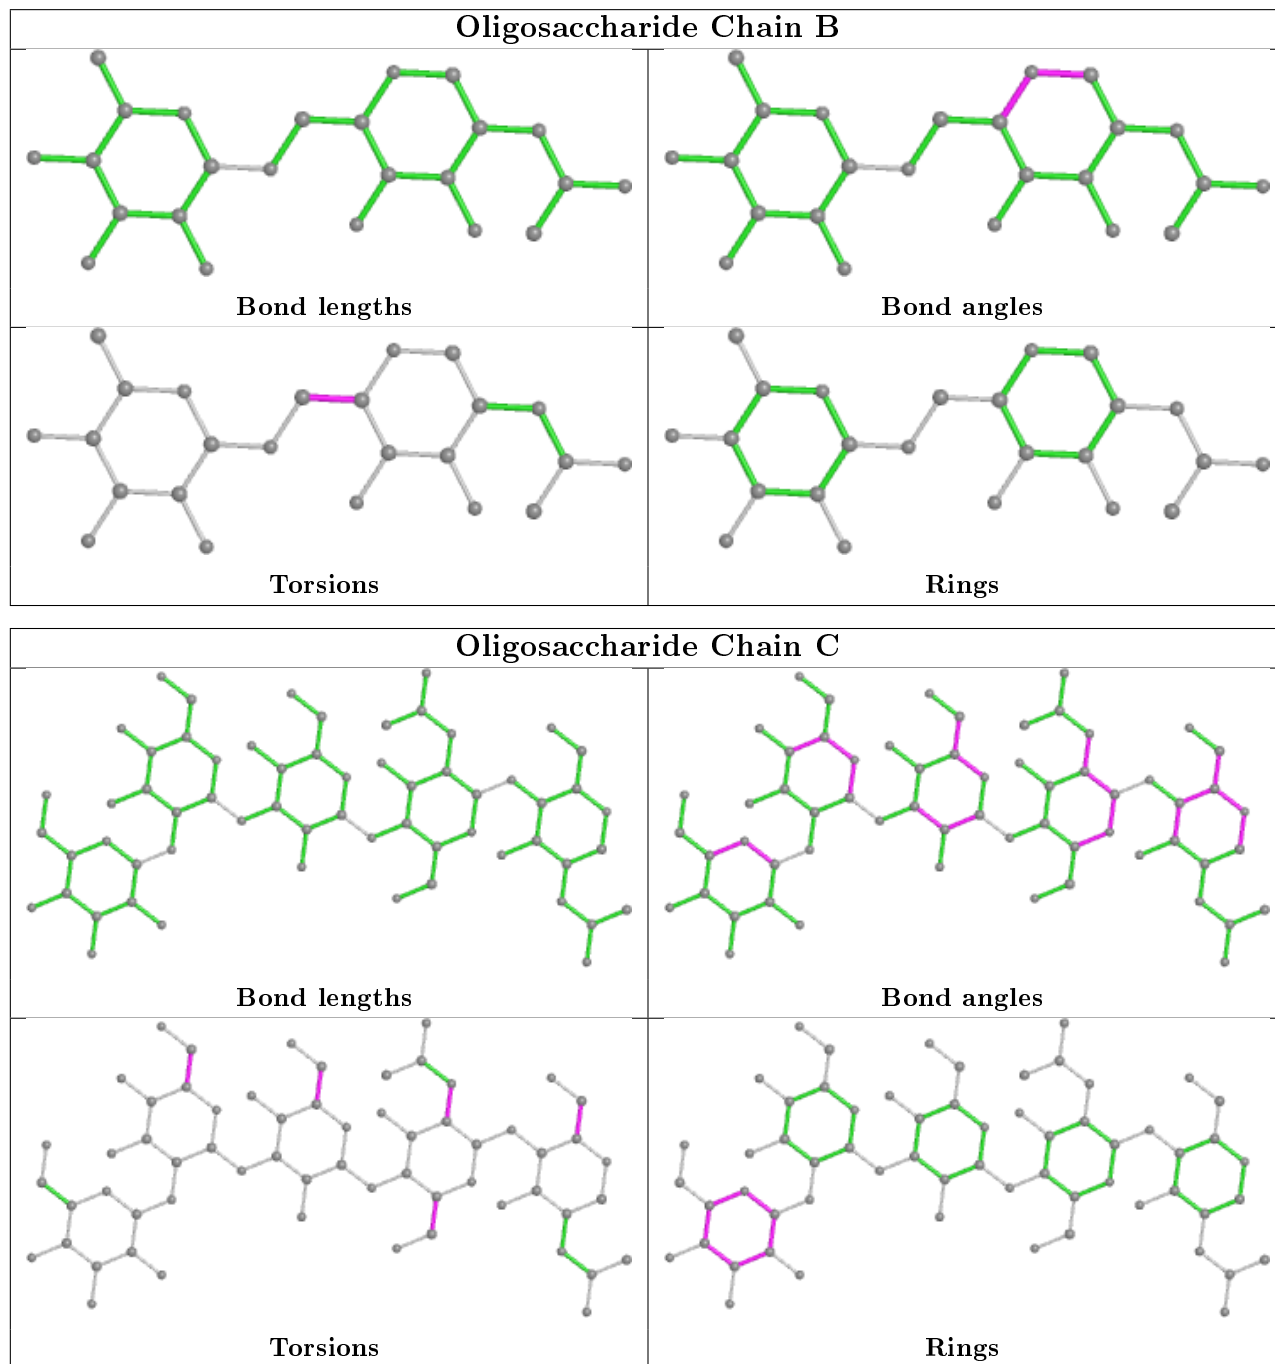 Oligosaccharide Chain B
Bond lengths
Bond angles
Torsions
Rings
Oligosaccharide Chain C
Bond lengths
Bond angles
Torsions
Rings